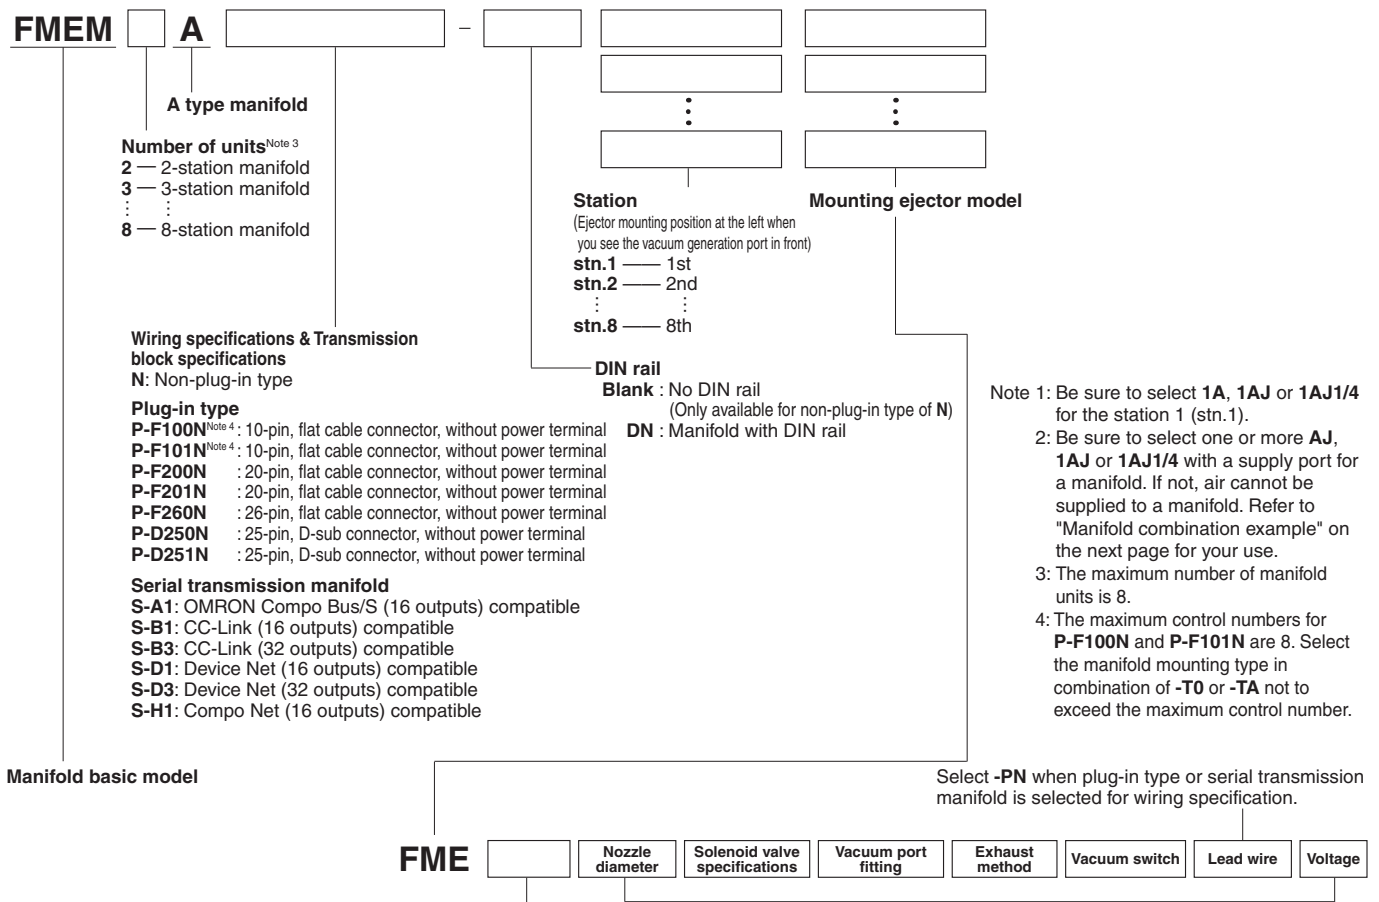 FMEM A –
A type manifold
Number of units Note 3
2 — 2-station manifold
3 — 3-station manifold
⋮ ⋮
8 — 8-station manifold
Station
(Ejector mounting position at the left when
you see the vacuum generation port in front)
stn.1 —— 1st
stn.2 —— 2nd
⋮ ⋮
stn.8 —— 8th
Mounting ejector model
Wiring specifications & Transmission
block specifications
N: Non-plug-in type
Plug-in type
P-F100N Note 4 : 10-pin, flat cable connector, without power terminal
P-F101N Note 4 : 10-pin, flat cable connector, without power terminal
P-F200N : 20-pin, flat cable connector, without power terminal
P-F201N : 20-pin, flat cable connector, without power terminal
P-F260N : 26-pin, flat cable connector, without power terminal
P-D250N : 25-pin, D-sub connector, without power terminal
P-D251N : 25-pin, D-sub connector, without power terminal
Serial transmission manifold
S-A1: OMRON Compo Bus/S (16 outputs) compatible
S-B1: CC-Link (16 outputs) compatible
S-B3: CC-Link (32 outputs) compatible
S-D1: Device Net (16 outputs) compatible
S-D3: Device Net (32 outputs) compatible
S-H1: Compo Net (16 outputs) compatible
DIN rail
Blank : No DIN rail
(Only available for non-plug-in type of N)
DN : Manifold with DIN rail
Note 1: Be sure to select 1A, 1AJ or 1AJ1/4
for the station 1 (stn.1).
2: Be sure to select one or more AJ,
1AJ or 1AJ1/4 with a supply port for
a manifold. If not, air cannot be
supplied to a manifold. Refer to
"Manifold combination example" on
the next page for your use.
3: The maximum number of manifold
units is 8.
4: The maximum control numbers for
P-F100N and P-F101N are 8. Select
the manifold mounting type in
combination of -T0 or -TA not to
exceed the maximum control number.
Manifold basic model
Select -PN when plug-in type or serial transmission
manifold is selected for wiring specification.
FME
Nozzle
diameter
Solenoid valve
specifications
Vacuum port
fitting
Exhaust
method
Vacuum switch
Lead wire
Voltage